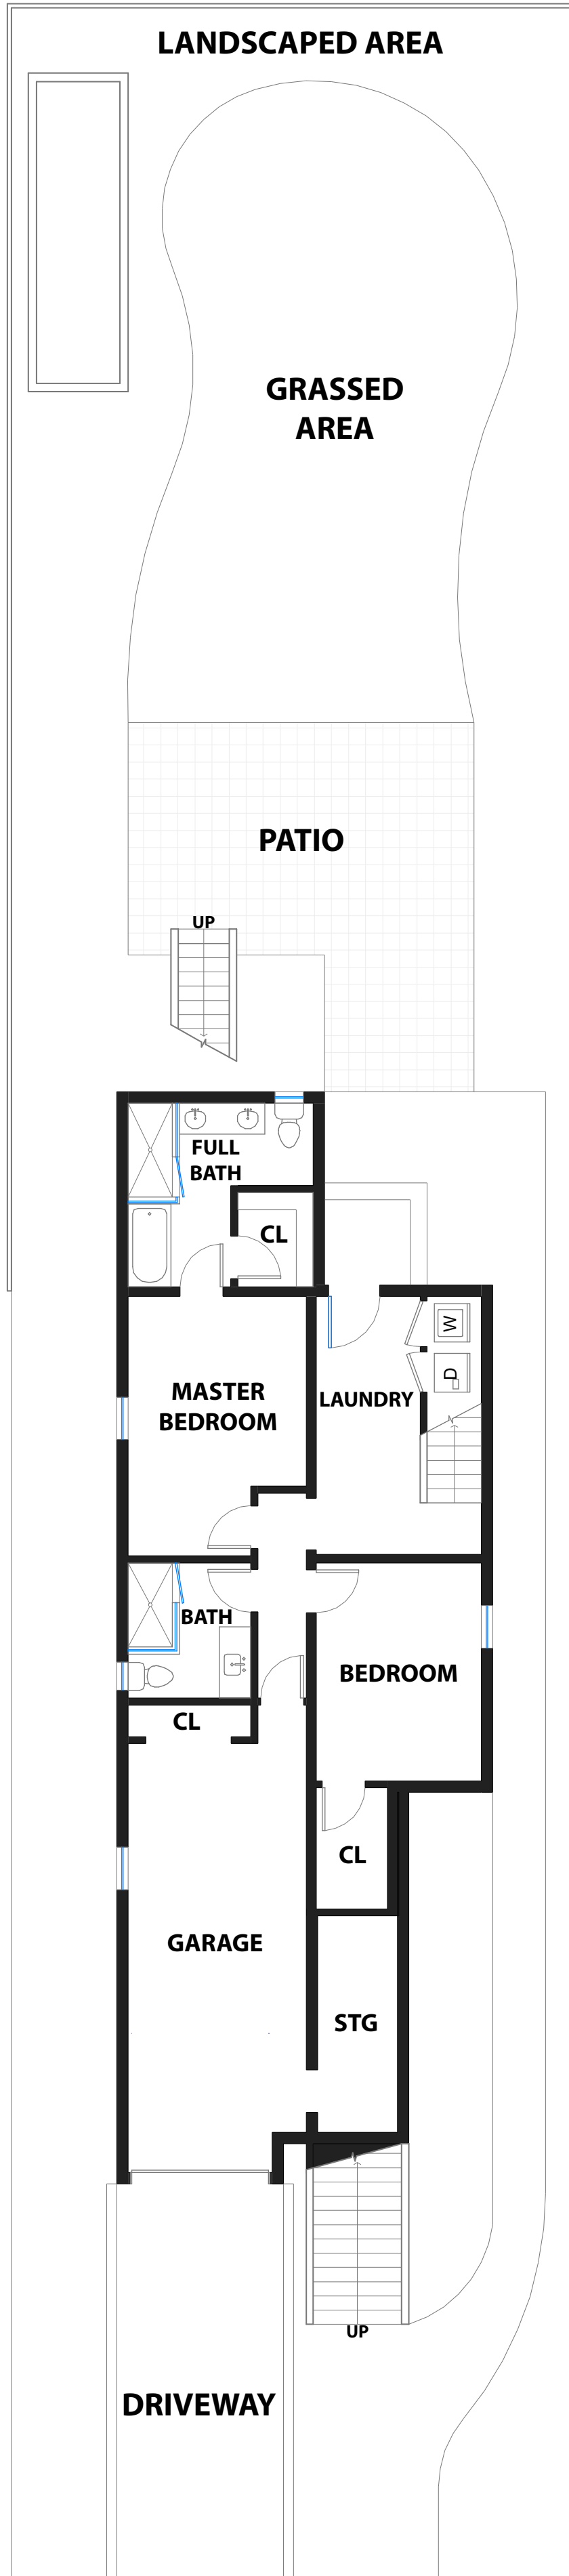 LANDSCAPED AREA
GRASSED
AREA
PATIO
UP
FULL
BATH
CL
W
D
MASTER
BEDROOM
LAUNDRY
BATH
BEDROOM
CL
CL
GARAGE
STG
UP
DRIVEWAY